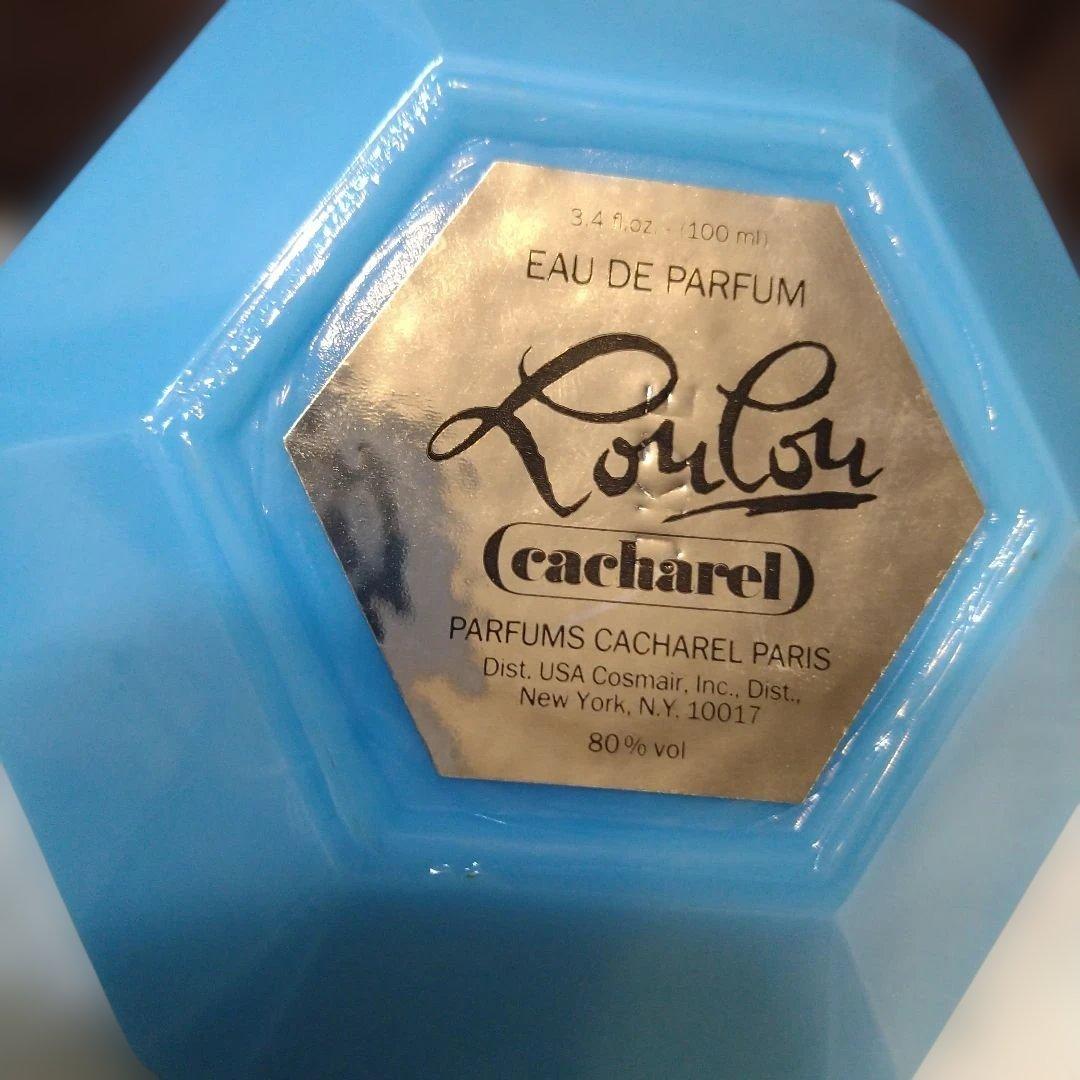 3.4 fl.oz. - (100 ml)
EAU DE PARFUM
Loulou
cacharel
PARFUMS CACHAREL PARIS
Dist. USA Cosmair, Inc., Dist.,
New York, N.Y. 10017
80% vol